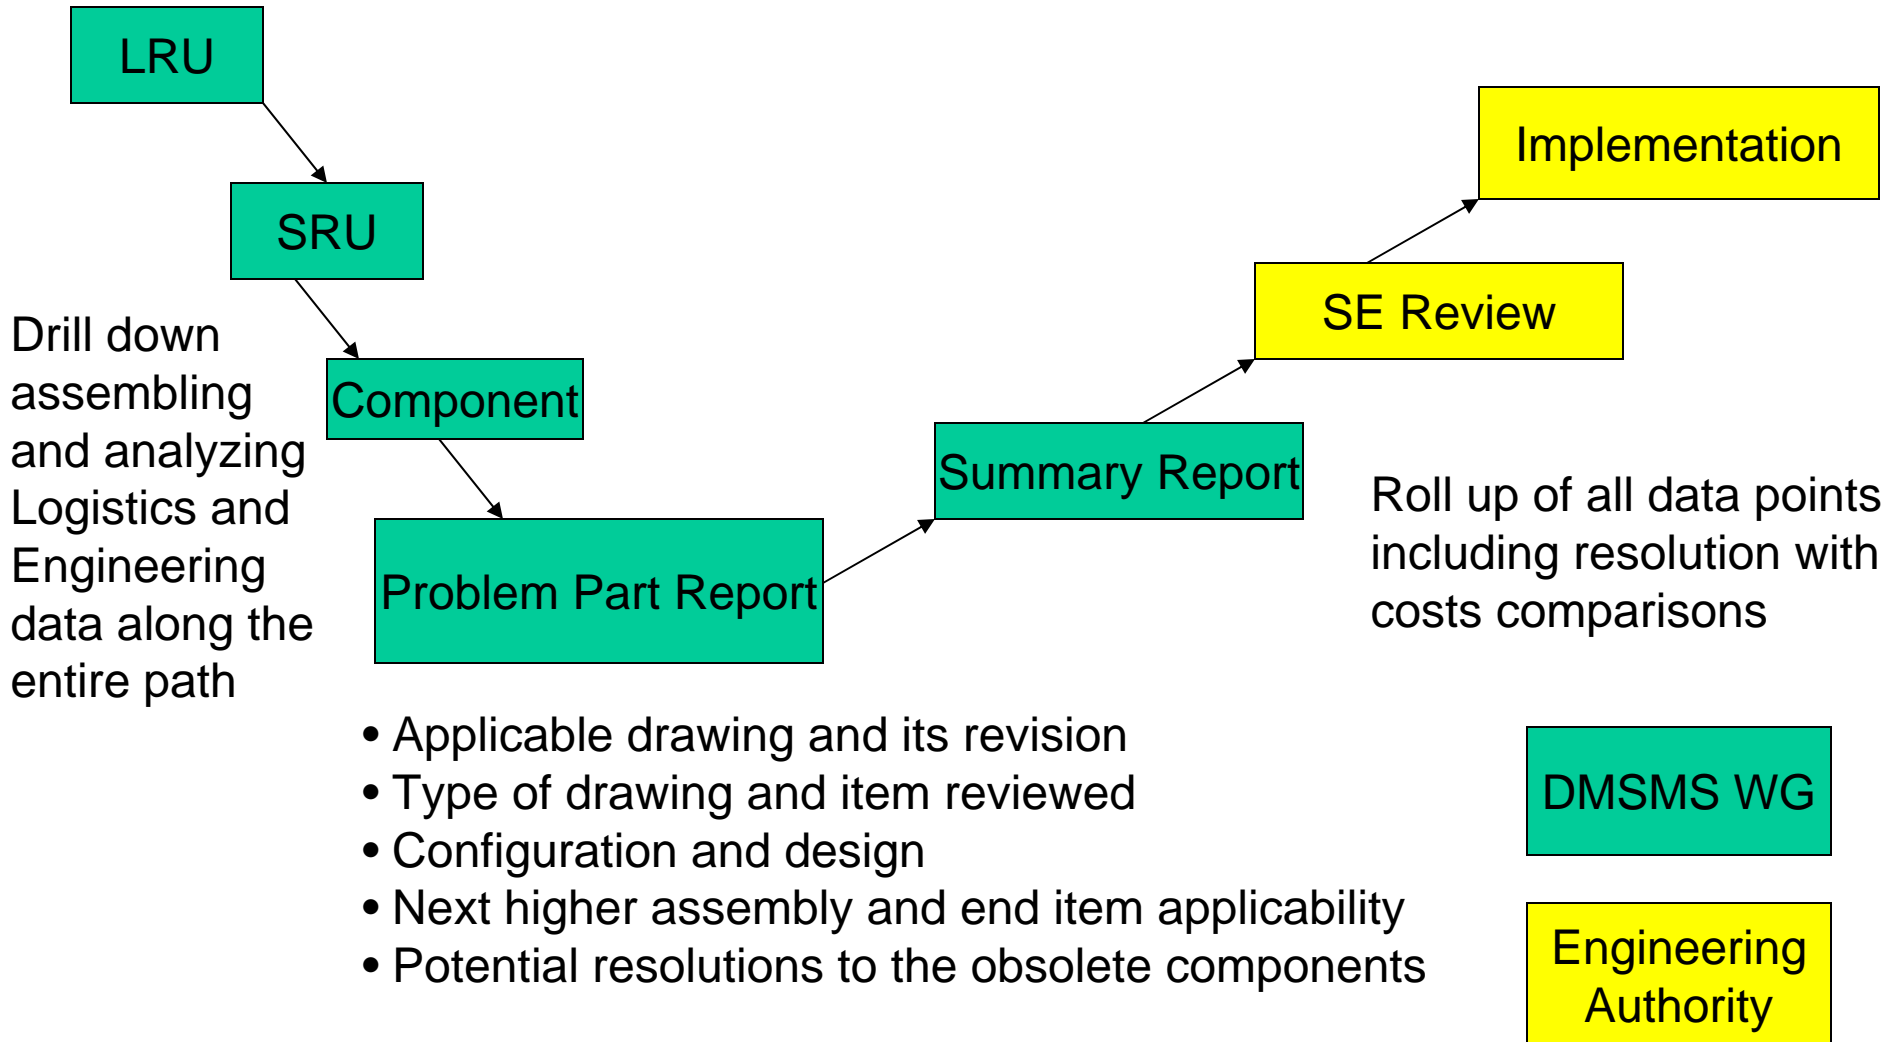 LRU
SRU
Component
Problem Part Report
Summary Report
SE Review
Implementation
Drill down
assembling
and analyzing
Logistics and
Engineering
data along the
entire path
Roll up of all data points
including resolution with
costs comparisons
• Applicable drawing and its revision
• Type of drawing and item reviewed
• Configuration and design
• Next higher assembly and end item applicability
• Potential resolutions to the obsolete components
DMSMS WG
Engineering
Authority